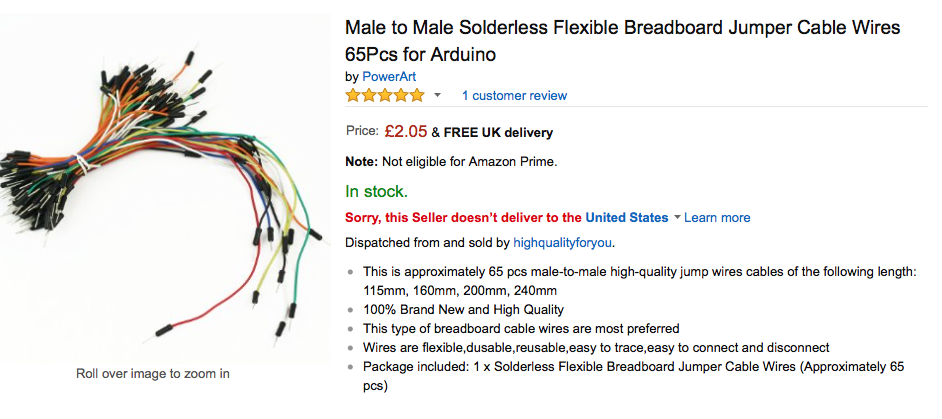 Male to Male Solderless Flexible Breadboard Jumper Cable Wires
65Pcs for Arduino
by PowerArt
1 customer review
Price: £2.05 & FREE UK delivery
Note: Not eligible for Amazon Prime.
In stock.
Sorry, this Seller doesn't deliver to the United States Learn more
Dispatched from and sold by highqualityforyou.
This is approximately 65 pcs male-to-male high-quality jump wires cables of the following length:
115mm, 160mm, 200mm, 240mm
100% Brand New and High Quality
This type of breadboard cable wires are most preferred
Wires are flexible,dusable,reusable,easy to trace,easy to connect and disconnect
Package included: 1 x Solderless Flexible Breadboard Jumper Cable Wires (Approximately 65
pcs)
Roll over image to zoom in